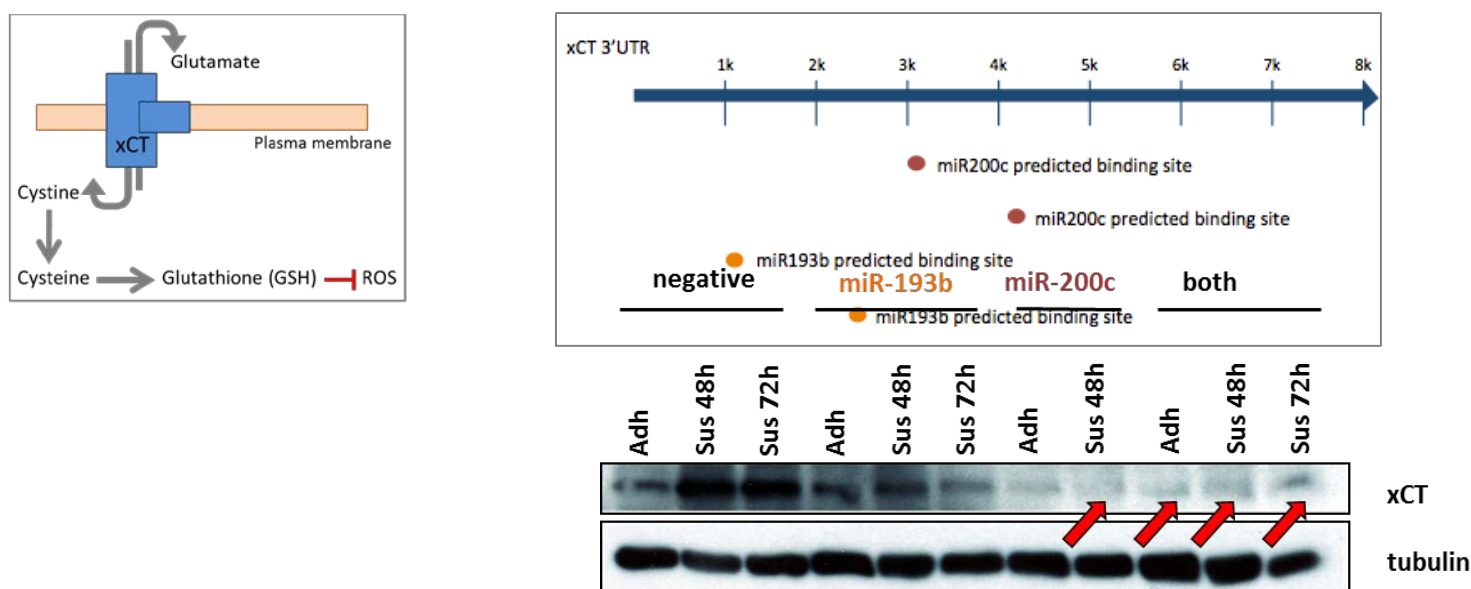 Glutamate
xCT
Plasma membrane
Cystine
Cysteine
Glutathione (GSH)
ROS
xCT 3'UTR
1k 2k 3k 4k 5k 6k 7k 8k
miR200c predicted binding site
miR200c predicted binding site
miR193b predicted binding site
negative miR-193b miR-200c both
miR193b predicted binding site
Adh Sus 48h Sus 72h Adh Sus 48h Sus 72h Adh Sus 48h Adh Sus 48h Sus 72h
xCT
tubulin